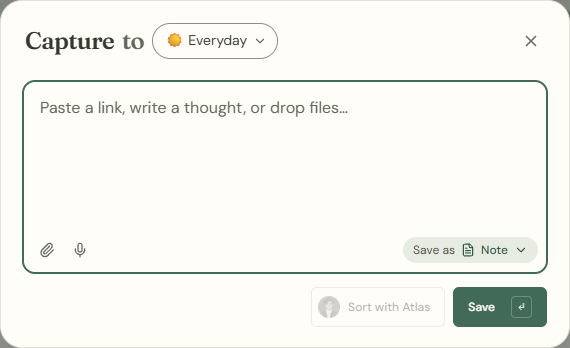 Capture to Everyday
Paste a link, write a thought, or drop files...
Save as Note
Sort with Atlas Save